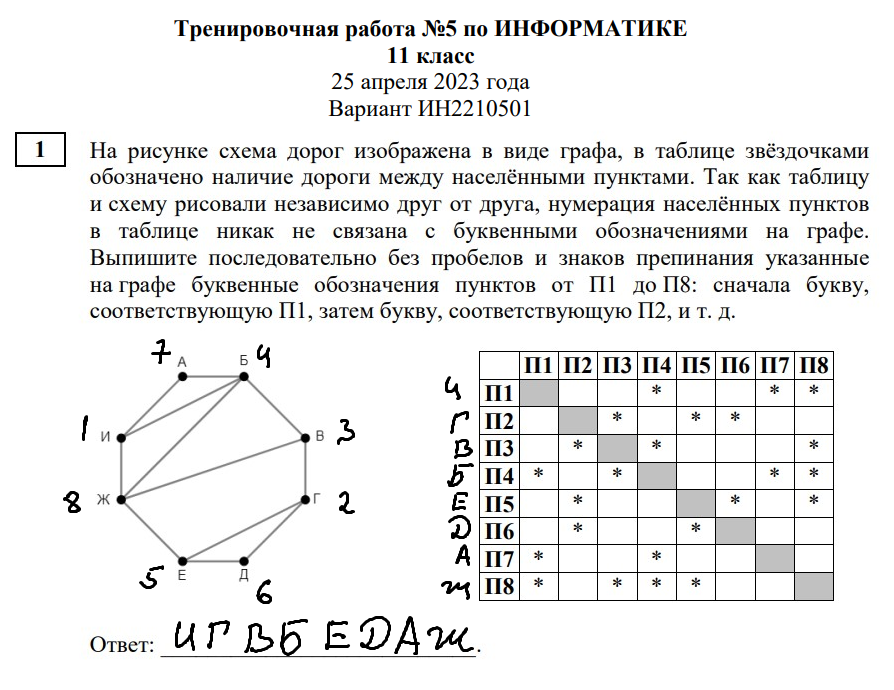 Тренировочная работа №5 по ИНФОРМАТИКЕ
11 класс
25 апреля 2023 года
Вариант ИН2210501
1
На рисунке схема дорог изображена в виде графа, в таблице звёздочками
обозначено наличие дороги между населёнными пунктами. Так как таблицу
и схему рисовали независимо друг от друга, нумерация населённых пунктов
в таблице никак не связана с буквенными обозначениями на графе.
Выпишите последовательно без пробелов и знаков препинания указанные
на графе буквенные обозначения пунктов от П1 до П8: сначала букву,
соответствующую П1, затем букву, соответствующую П2, и т. д.
7 А Б 4
1 И В 3
8 Ж Г 2
5 Е Д 6
П1 П2 П3 П4 П5 П6 П7 П8
И П1 * * *
Г П2 * * *
В П3 * * *
Б П4 * * * *
Е П5 * * *
Д П6 * *
А П7 * *
Ж П8 * * * *
Ответ: ИГВБЕДАЖ.